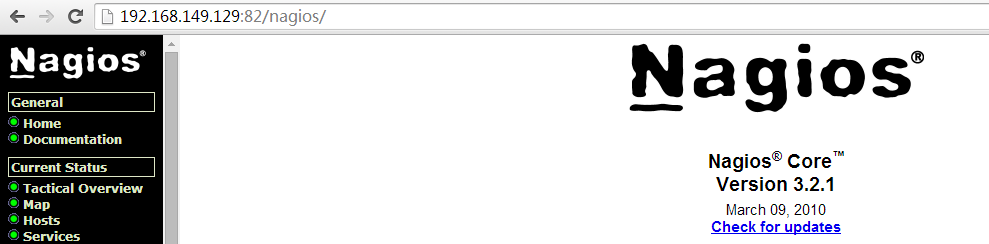 192.168.149.129:82/nagios/
Nagios®
General
Home
Documentation
Current Status
Tactical Overview
Map
Hosts
Services
Nagios®
Nagios® Core™
Version 3.2.1
March 09, 2010
Check for updates